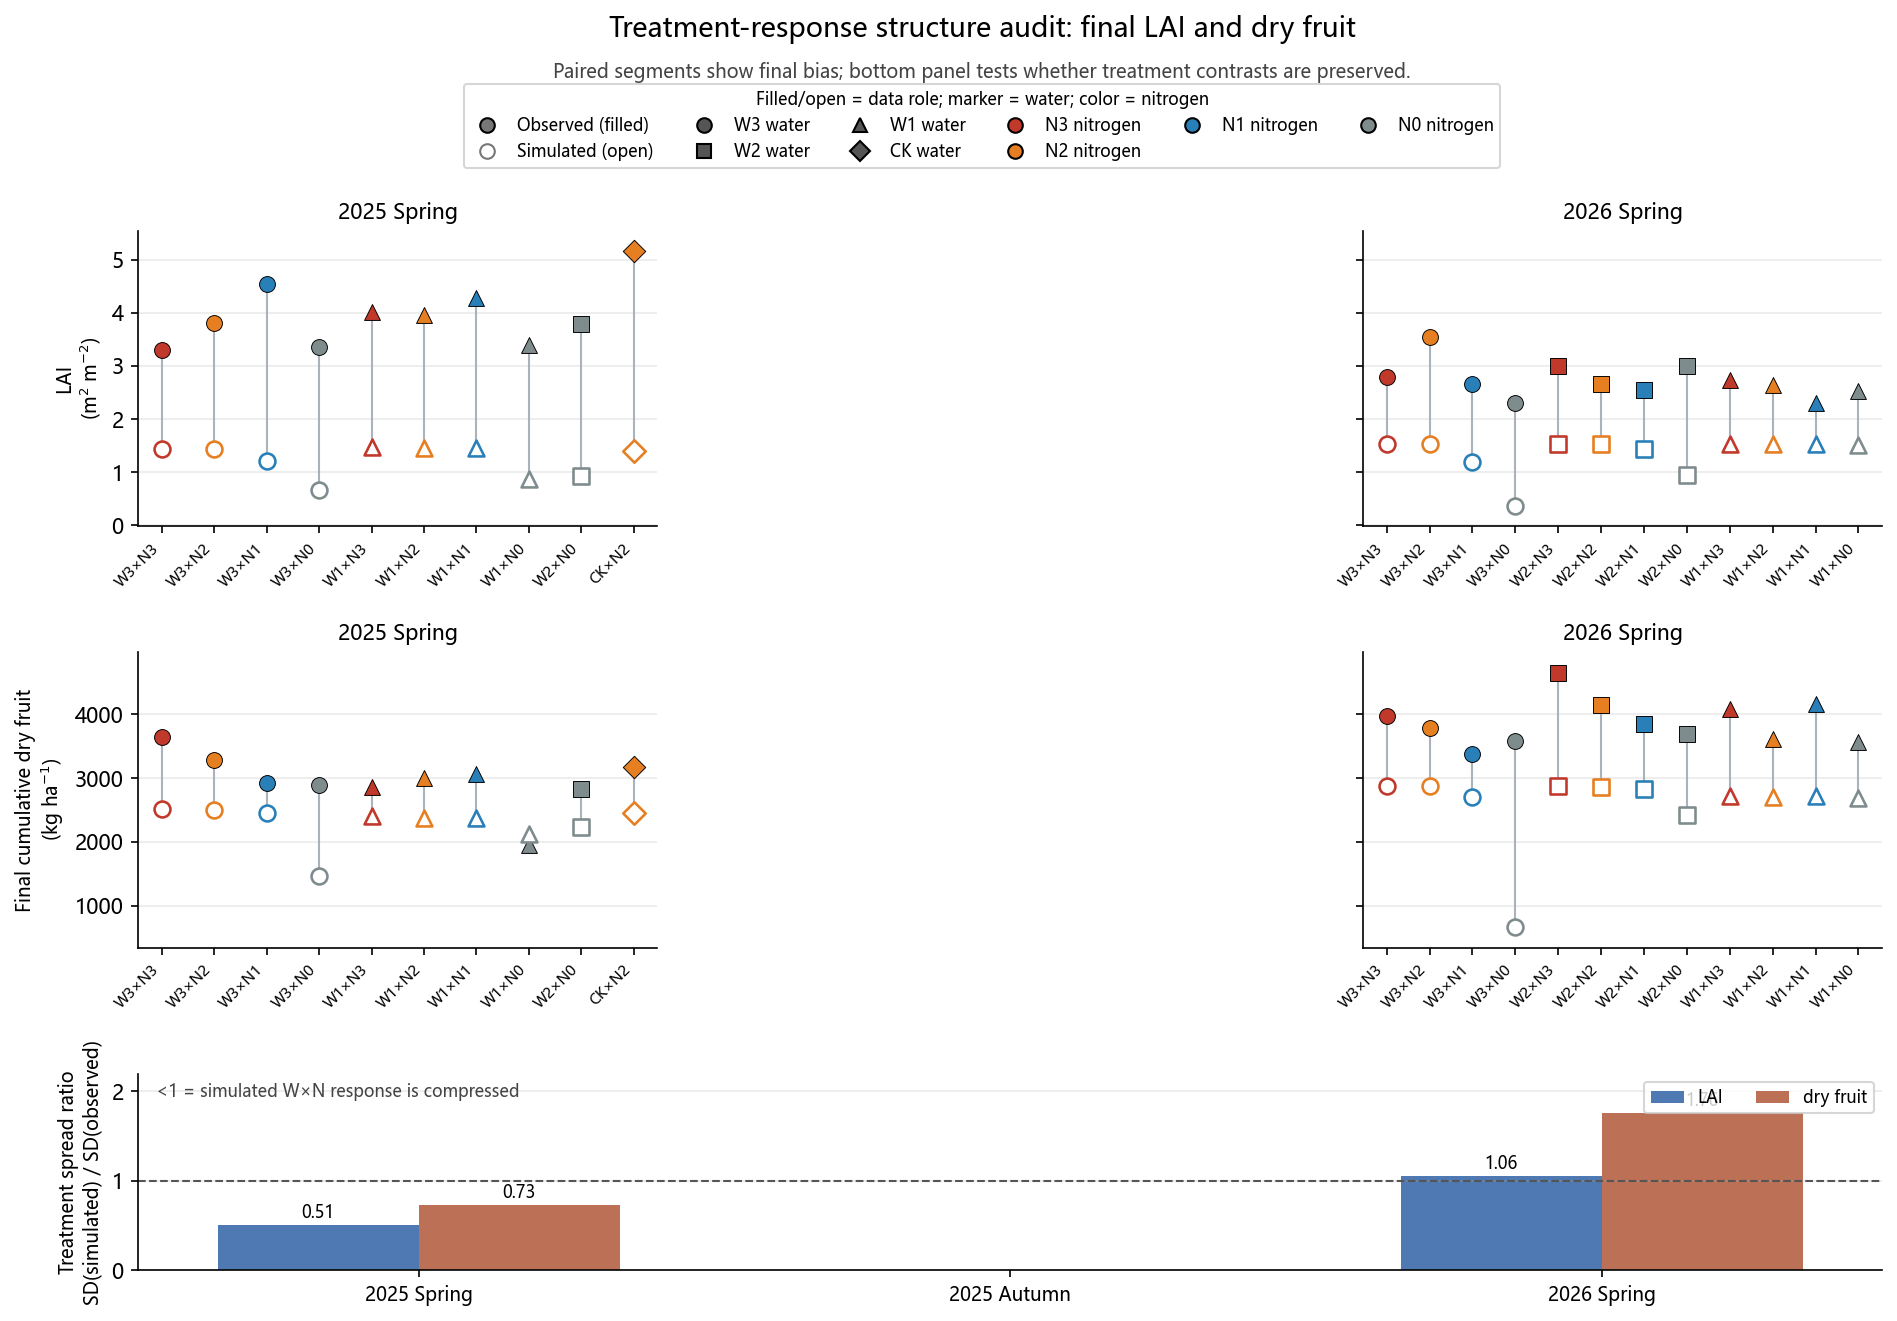 Treatment-response structure audit: final LAI and dry fruit
Paired segments show final bias; bottom panel tests whether treatment contrasts are preserved.
Filled/open = data role; marker = water; color = nitrogen
Observed (filled) W3 water W1 water N3 nitrogen N1 nitrogen N0 nitrogen
Simulated (open) W2 water CK water N2 nitrogen
2025 Spring
2026 Spring
LAI
(m² m⁻²)
5
4
3
2
1
0
W3×N3 W3×N2 W3×N1 W3×N0 W1×N3 W1×N2 W1×N1 W1×N0 W2×N0 CK×N2
W3×N3 W3×N2 W3×N1 W3×N0 W2×N3 W2×N2 W2×N1 W2×N0 W1×N3 W1×N2 W1×N1 W1×N0
2025 Spring
2026 Spring
Final cumulative dry fruit
(kg ha⁻¹)
4000
3000
2000
1000
W3×N3 W3×N2 W3×N1 W3×N0 W1×N3 W1×N2 W1×N1 W1×N0 W2×N0 CK×N2
W3×N3 W3×N2 W3×N1 W3×N0 W2×N3 W2×N2 W2×N1 W2×N0 W1×N3 W1×N2 W1×N1 W1×N0
Treatment spread ratio
SD(simulated) / SD(observed)
2
1
0
<1 = simulated W×N response is compressed
LAI dry fruit
0.51
0.73
1.06
2025 Spring
2025 Autumn
2026 Spring